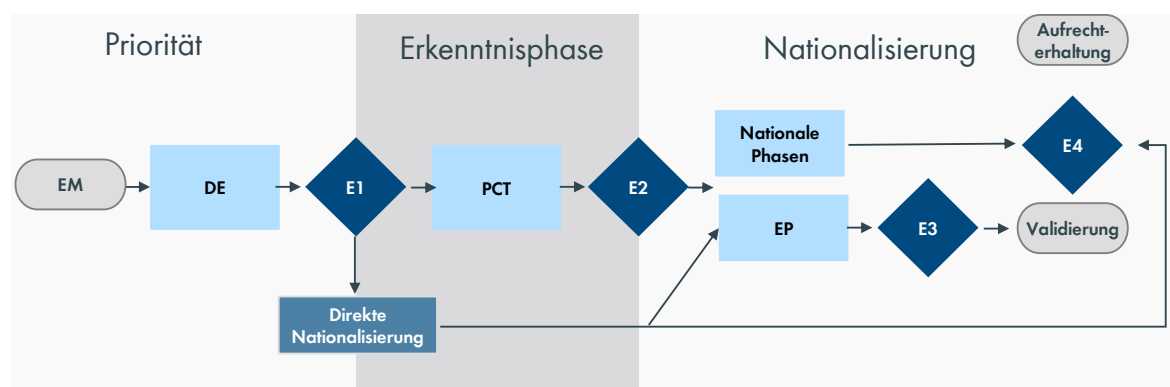 Priorität
Erkenntnisphase
Nationalisierung
Aufrecht-
erhaltung
EM
DE
E1
PCT
E2
Nationale
Phasen
E4
EP
E3
Validierung
Direkte
Nationalisierung